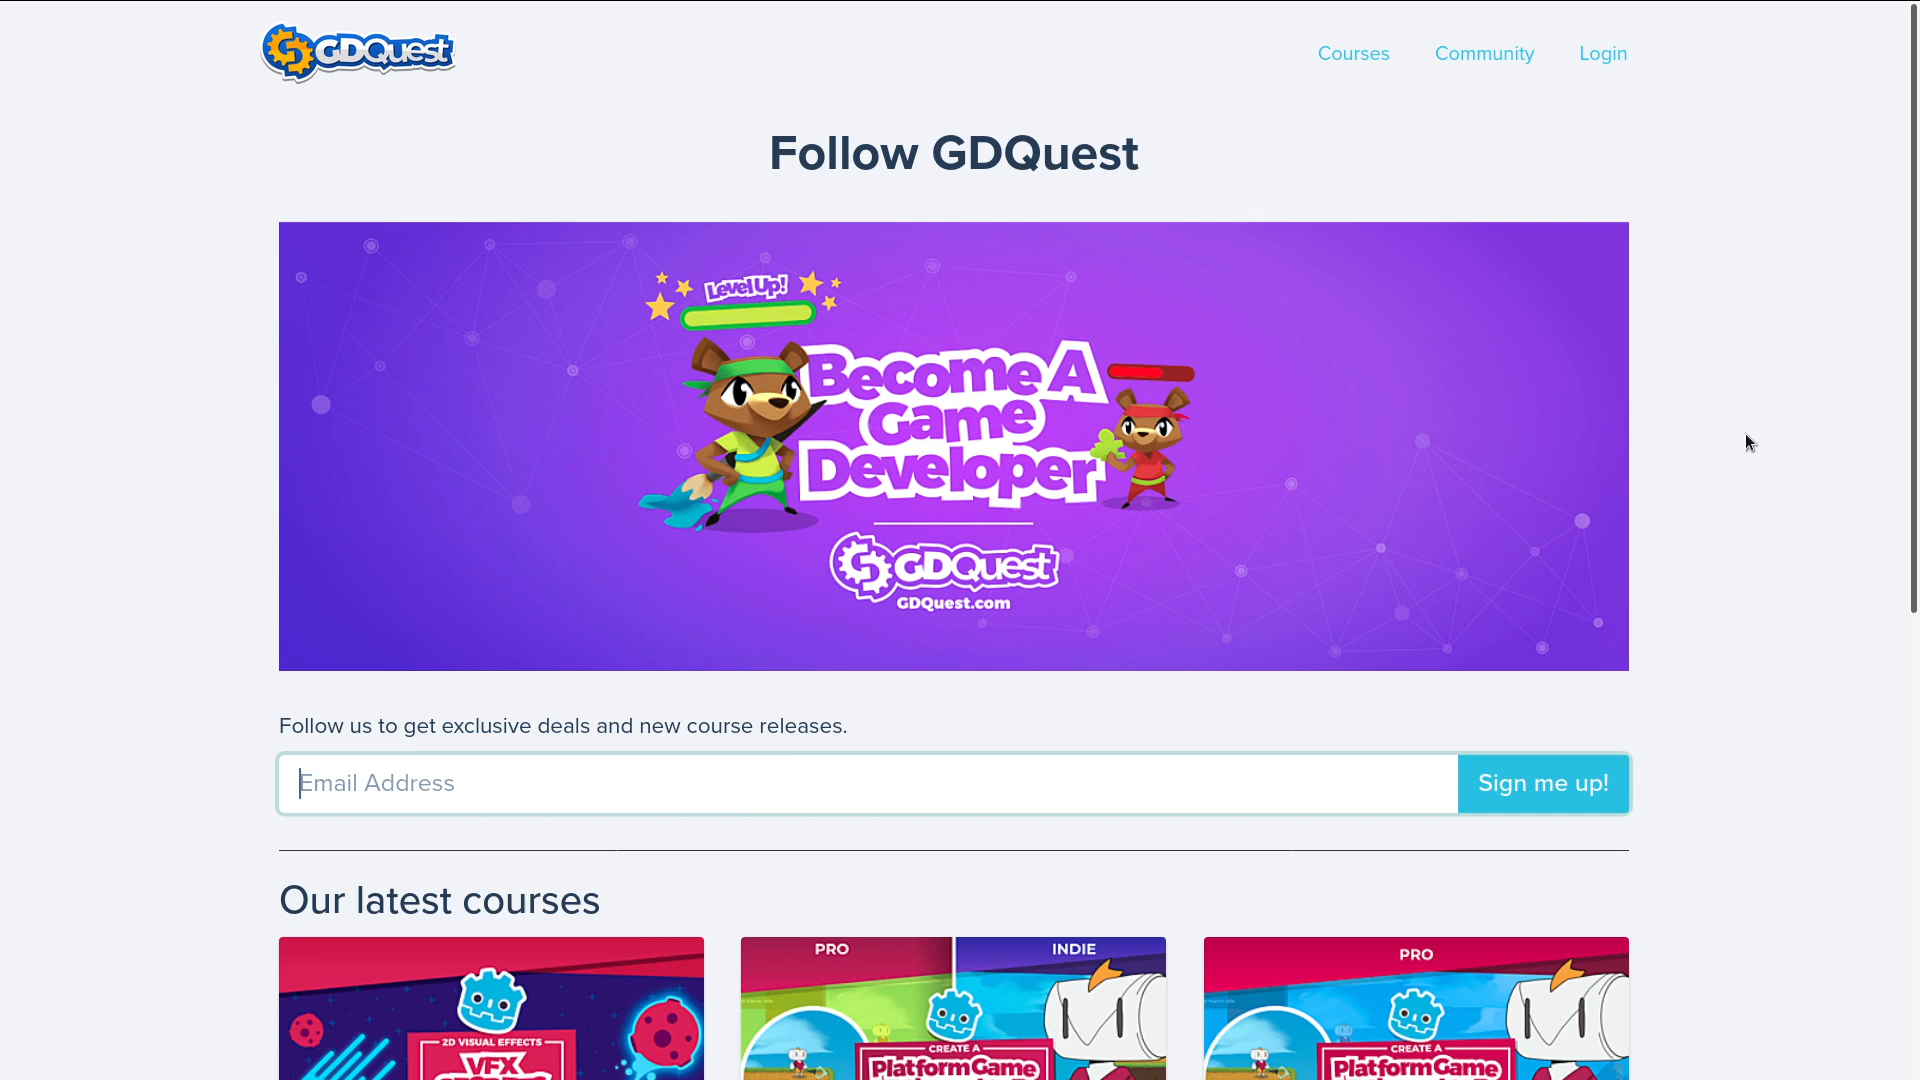 GDQuest
Courses
Community
Login
Follow GDQuest
Level Up!
Become A
Game
Developer
GDQuest
GDQuest.com
Follow us to get exclusive deals and new course releases.
Email Address
Sign me up!
Our latest courses
PRO
INDIE
PRO
2D VISUAL EFFECTS
VFX
CREATE A
Platform Game
CREATE A
Platform Game